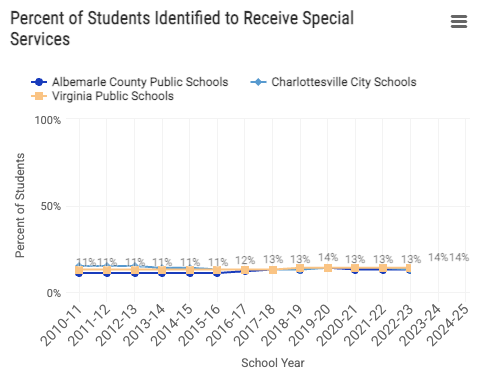 Percent of Students Identified to Receive Special
Services
Albemarle County Public Schools
Charlottesville City Schools
Virginia Public Schools
100%
50%
0%
Percent of Students
11% 11% 11% 11% 11% 11% 12% 13% 13% 14% 13% 13% 13% 14% 14%
2010-11 2011-12 2012-13 2013-14 2014-15 2015-16 2016-17 2017-18 2018-19 2019-20 2020-21 2021-22 2022-23 2023-24 2024-25
School Year